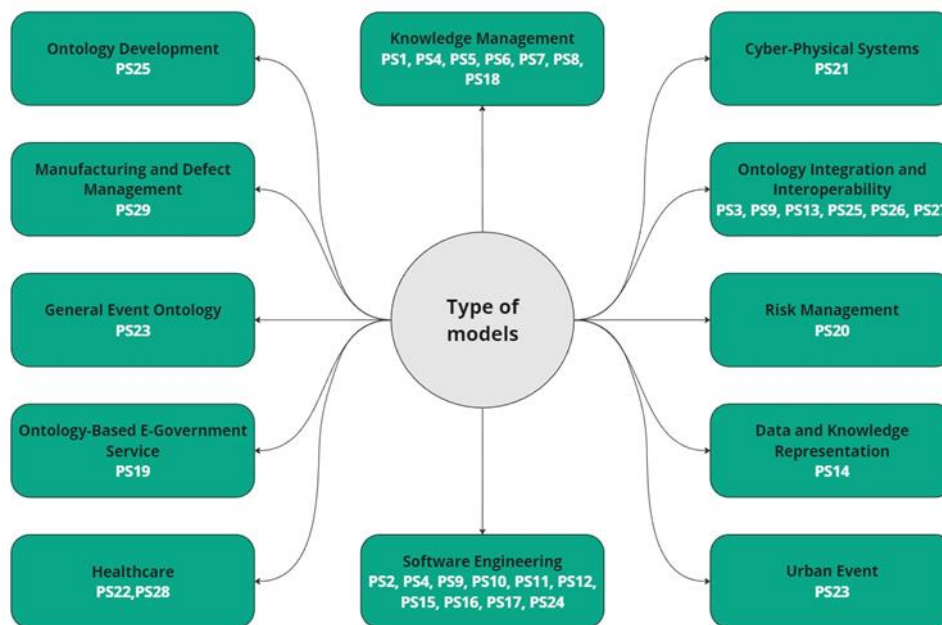 Ontology Development
PS25
Knowledge Management
PS1, PS4, PS5, PS6, PS7, PS8,
PS18
Cyber-Physical Systems
PS21
Manufacturing and Defect
Management
PS29
Ontology Integration and
Interoperability
PS3, PS9, PS13, PS25, PS26, PS27
General Event Ontology
PS23
Type of
models
Risk Management
PS20
Ontology-Based E-Government
Service
PS19
Data and Knowledge
Representation
PS14
Healthcare
PS22,PS28
Software Engineering
PS2, PS4, PS9, PS10, PS11, PS12,
PS15, PS16, PS17, PS24
Urban Event
PS23